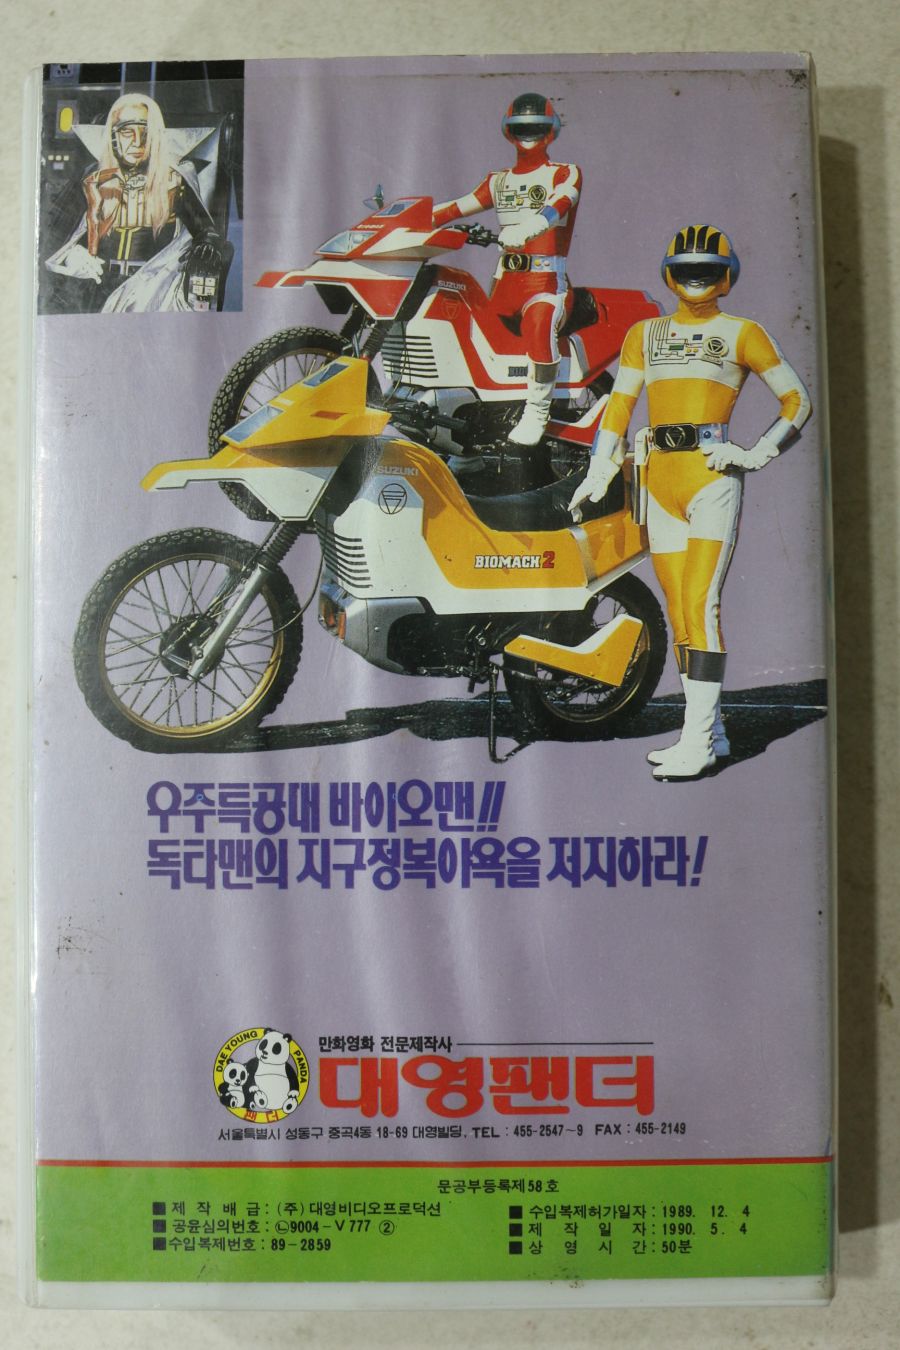 SUZUKI
SUZUKI
BIOMACH2
우주특공대 바이오맨!!
독타맨의 지구정복야욕을 저지하라!
DAE YOUNG PANDA
팬더
만화영화 전문제작사
대영팬더
서울특별시 성동구 중곡4동 18-69 대영빌딩. TEL : 455-2547~9 FAX : 455-2149
문공부등록제58호
■ 제 작 배 급 : (주) 대영비디오프로덕션
■ 공윤심의번호 : ㉡9004-V777 ②
■ 수입복제번호 : 89-2859
■ 수입복제허가일자 : 1989. 12. 4
■ 제 작 일 자 : 1990. 5. 4
■ 상 영 시 간 : 50분